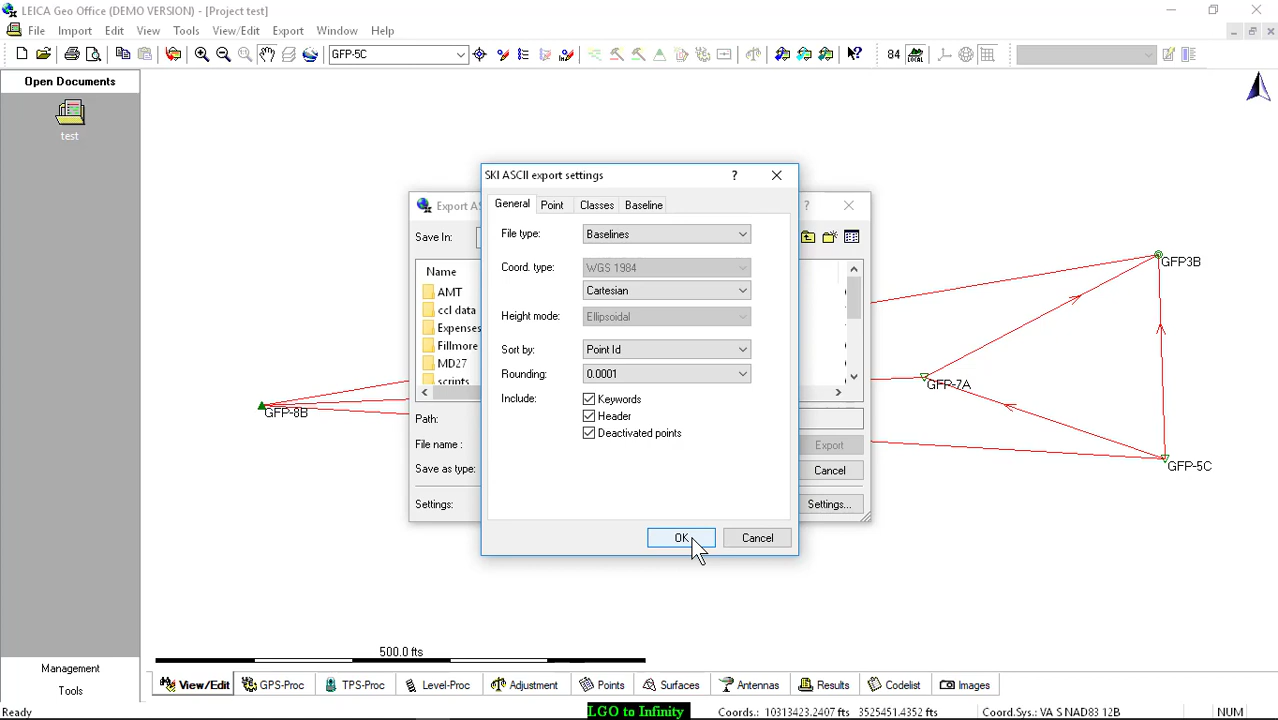 LEICA Geo Office (DEMO VERSION) - [Project test]
File Import Edit View Tools View/Edit Export Window Help
GFP-5C 84 LOCAL
Open Documents
test
SKI ASCII export settings ?
Export AS ?
General Point Classes Baseline
Save In:
File type: Baselines
Name
Coord. type: WGS 1984
AMT
Cartesian
ccl data
Height mode: Ellipsoidal
Expenses
Fillmore
Sort by: Point Id
MD27
Rounding: 0.0001
scripts
Include: Keywords
Header
Deactivated points
Path:
File name :
Export
Save as type:
Cancel
Settings:
Settings...
OK Cancel
GFP3B
GFP-7A
GFP-8B
GFP-5C
500.0 fts
Management
Tools
View/Edit GPS-Proc TPS-Proc Level-Proc Adjustment Points Surfaces Antennas Results Codelist Images
Ready LGO to Infinity Coords.: 10313423.2407 fts 3525451.4352 fts Coord.Sys.: VA S NAD83 12B NUM